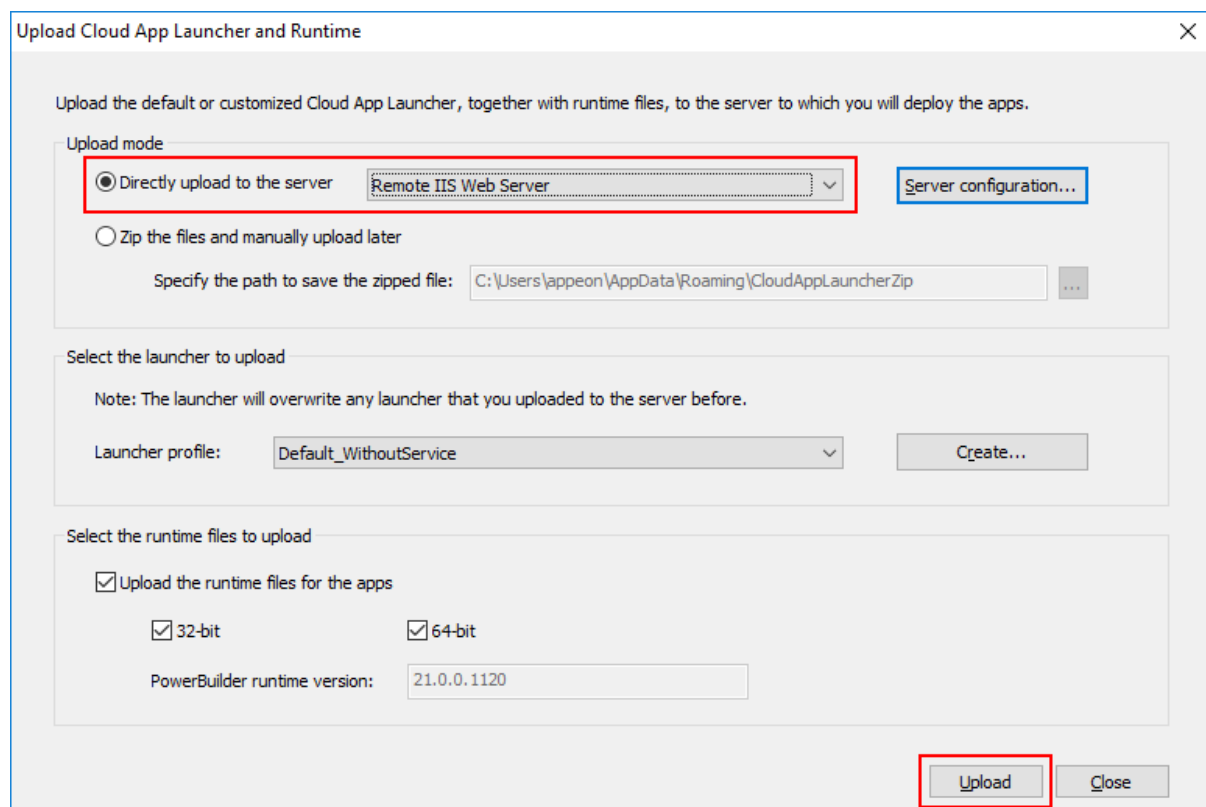 Upload Cloud App Launcher and Runtime
Upload the default or customized Cloud App Launcher, together with runtime files, to the server to which you will deploy the apps.
Upload mode
Directly upload to the server Remote IIS Web Server Server configuration...
Zip the files and manually upload later
Specify the path to save the zipped file: C:\Users\appeon\AppData\Roaming\CloudAppLauncherZip ...
Select the launcher to upload
Note: The launcher will overwrite any launcher that you uploaded to the server before.
Launcher profile: Default_WithoutService Create...
Select the runtime files to upload
Upload the runtime files for the apps
32-bit 64-bit
PowerBuilder runtime version: 21.0.0.1120
Upload Close